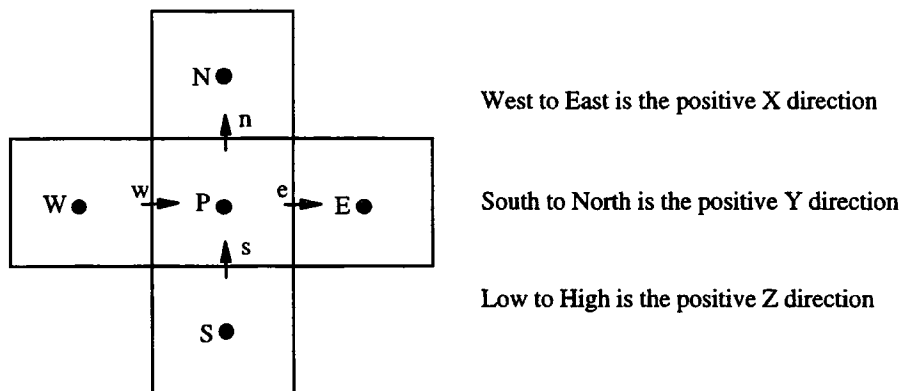 N
n
West to East is the positive X direction
W
w
P
e
E
South to North is the positive Y direction
s
S
Low to High is the positive Z direction